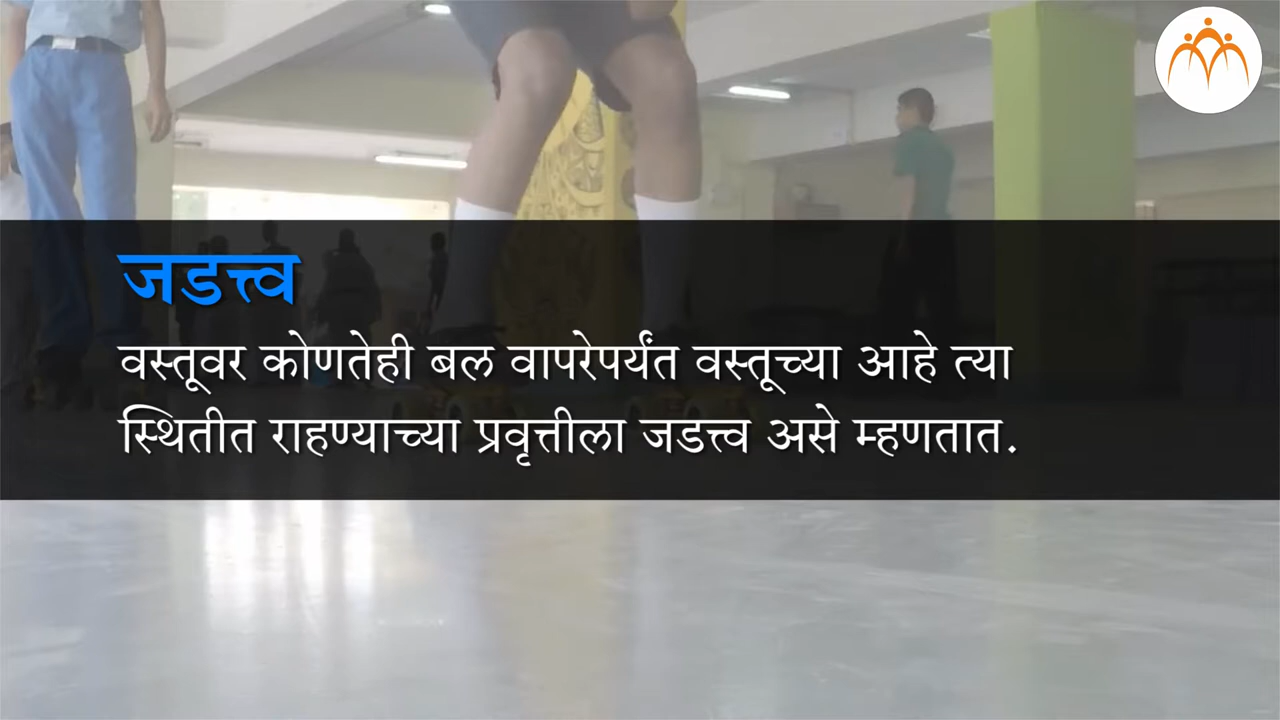 जडत्त्व
वस्तूवर कोणतेही बल वापरेपर्यंत वस्तूच्या आहे त्या
स्थितीत राहण्याच्या प्रवृत्तीला जडत्त्व असे म्हणतात.